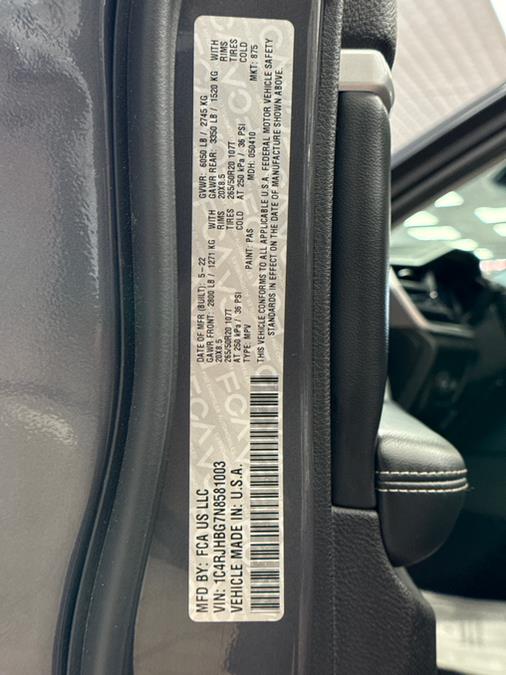 MFD BY: FCA US LLC
VIN: 1C4RJHBG7N8581003
VEHICLE MADE IN: U.S.A.
DATE OF MFR (BUILT): 5-22
GVWR: 6050 LB / 2745 KG
GAWR FRONT: 2800 LB / 1271 KG WITH
GAWR REAR: 3350 LB / 1520 KG WITH
20X8.5 RIMS
20X8.5 RIMS
265/50R20 107T TIRES
265/50R20 107T TIRES
AT 250 kPa / 36 PSI COLD
AT 250 kPa / 36 PSI COLD
TYPE: MPV PAINT: PAS MDH: 050410 MKT: 875
THIS VEHICLE CONFORMS TO ALL APPLICABLE U.S.A. FEDERAL MOTOR VEHICLE SAFETY
STANDARDS IN EFFECT ON THE DATE OF MANUFACTURE SHOWN ABOVE.